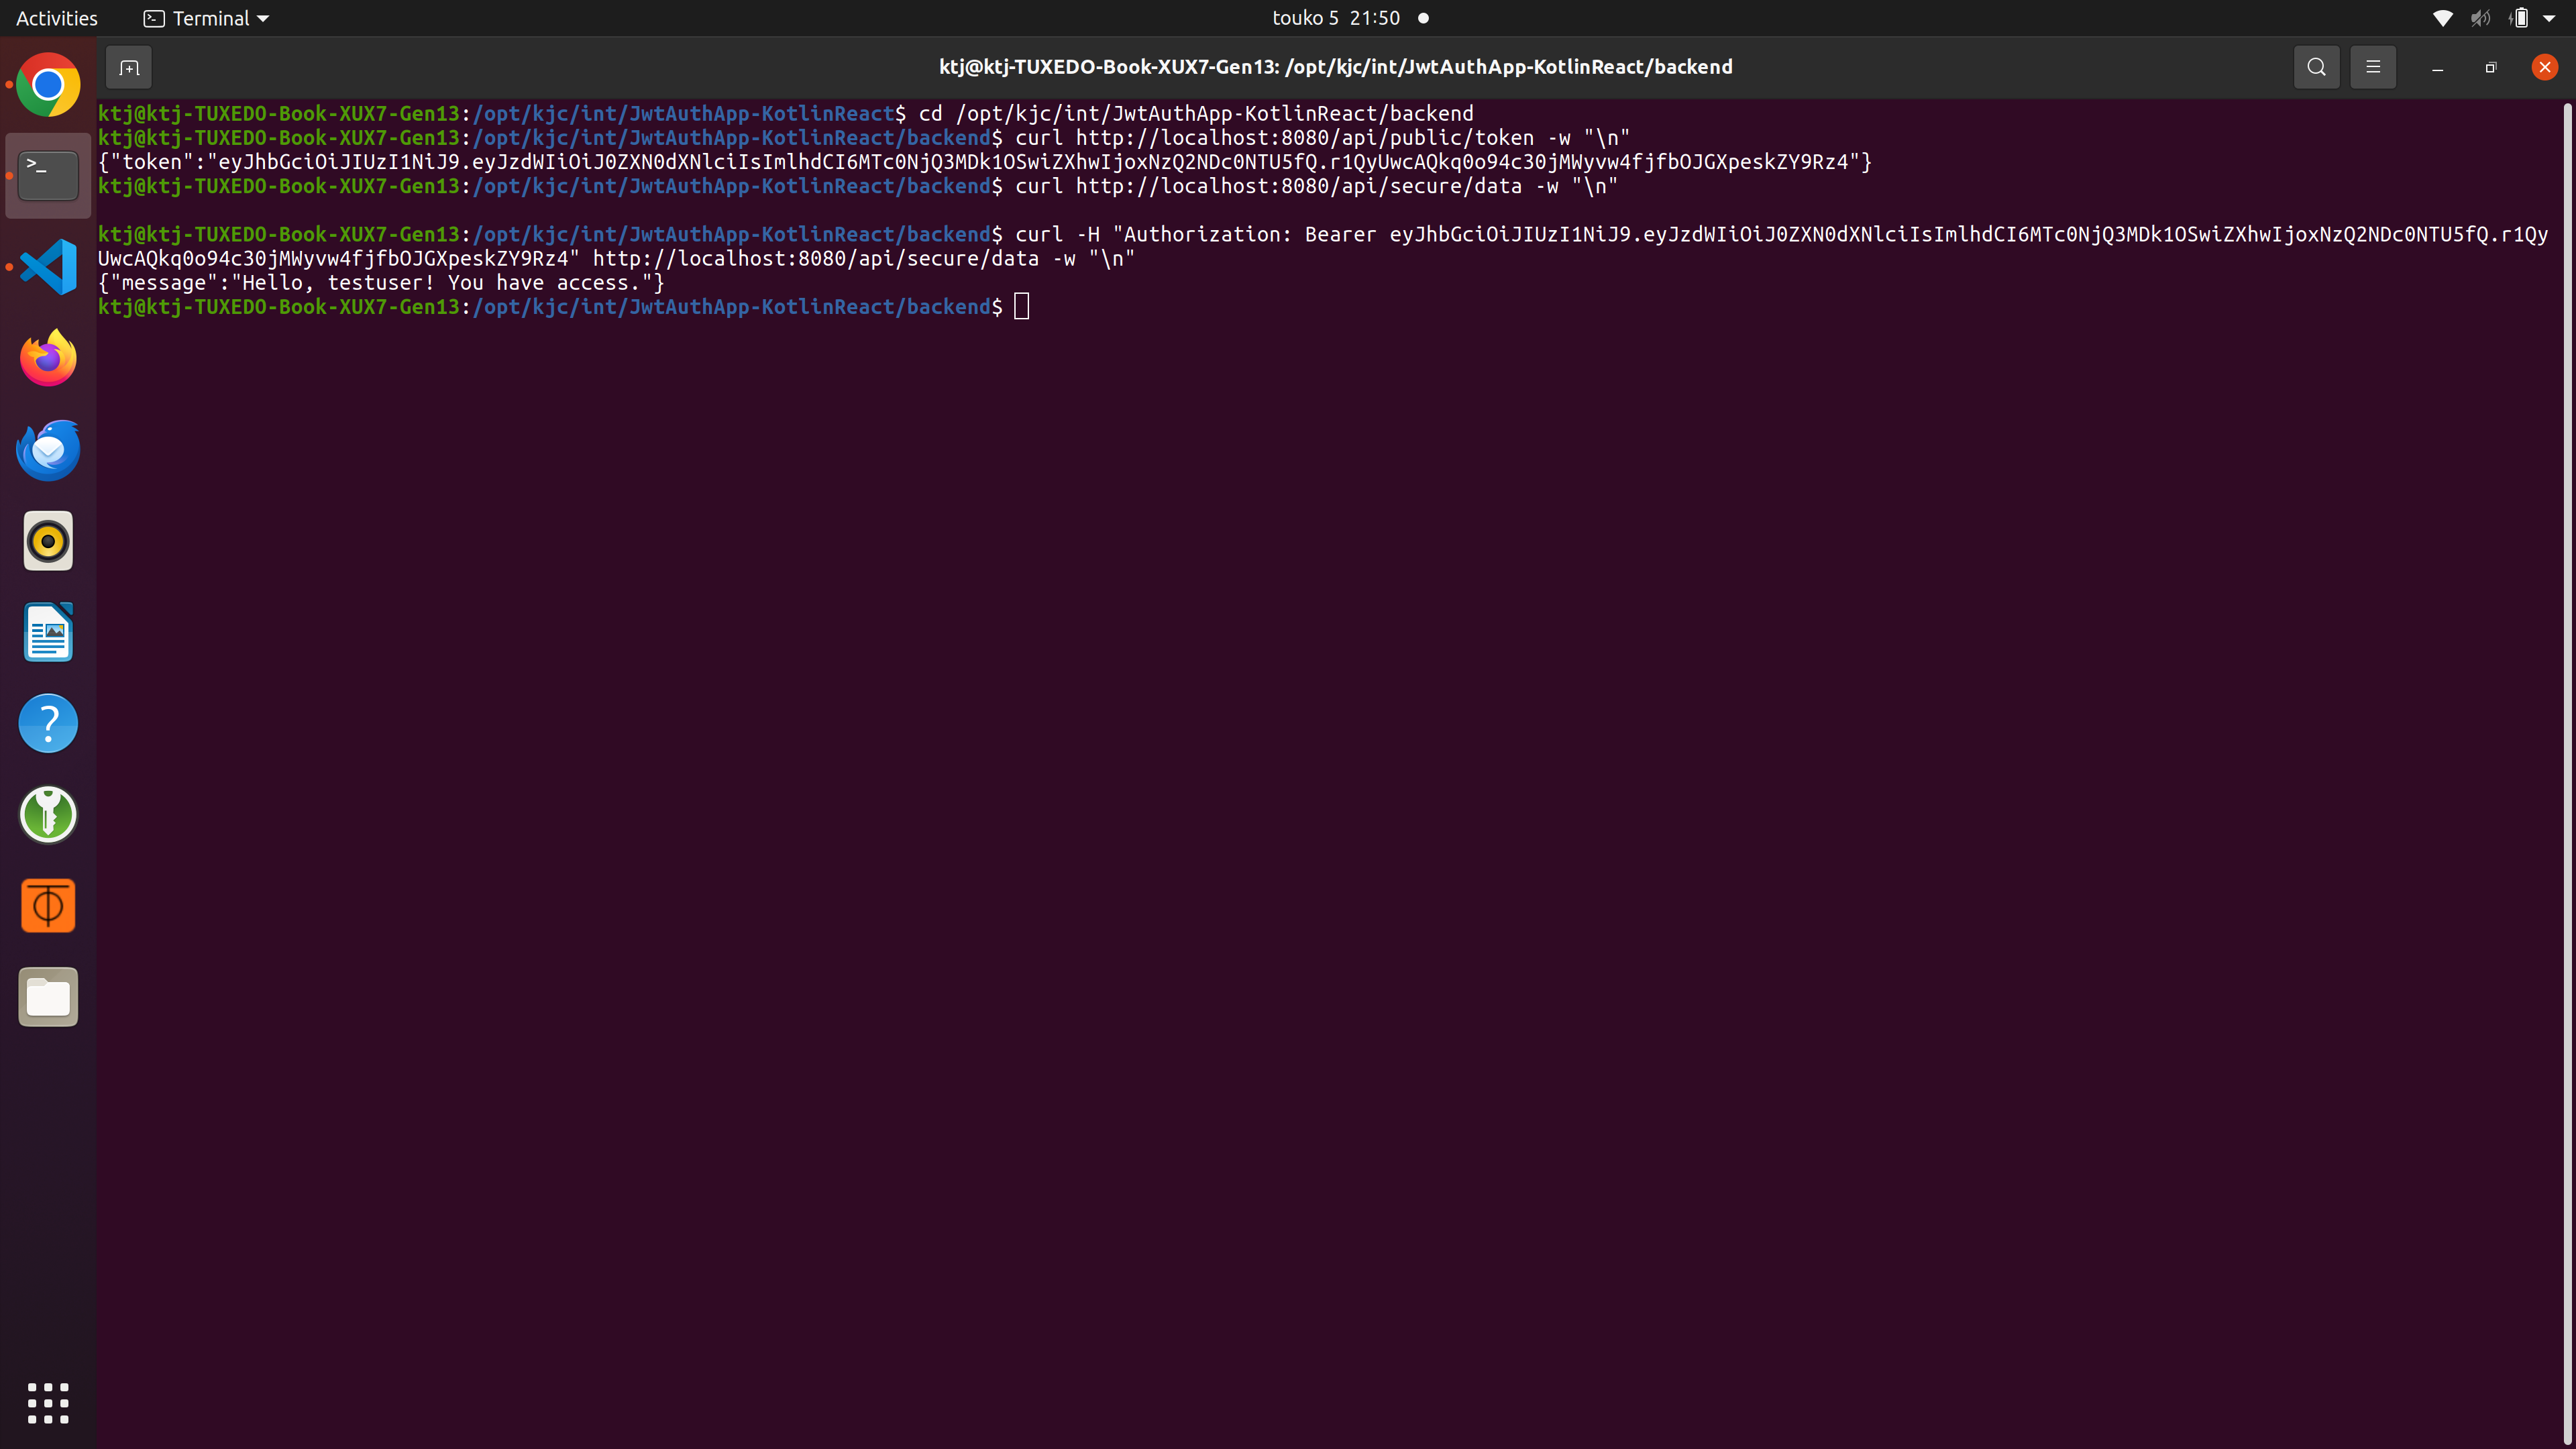 Activities Terminal touko 5 21:50
ktj@ktj-TUXEDO-Book-XUX7-Gen13: /opt/kjc/int/JwtAuthApp-KotlinReact/backend
ktj@ktj-TUXEDO-Book-XUX7-Gen13:/opt/kjc/int/JwtAuthApp-KotlinReact$ cd /opt/kjc/int/JwtAuthApp-KotlinReact/backend
ktj@ktj-TUXEDO-Book-XUX7-Gen13:/opt/kjc/int/JwtAuthApp-KotlinReact/backend$ curl http://localhost:8080/api/public/token -w "\n"
{"token":"eyJhbGciOiJIUzI1NiJ9.eyJzdWIiOiJ0ZXN0dXNlciIsImlhdCI6MTc0NjQ3MDk1OSwiZXhwIjoxNzQ2NDc0NTU5fQ.r1QyUwcAQkq0o94c30jMWyvw4fjfbOJGXpeskZY9Rz4"}
ktj@ktj-TUXEDO-Book-XUX7-Gen13:/opt/kjc/int/JwtAuthApp-KotlinReact/backend$ curl http://localhost:8080/api/secure/data -w "\n"
ktj@ktj-TUXEDO-Book-XUX7-Gen13:/opt/kjc/int/JwtAuthApp-KotlinReact/backend$ curl -H "Authorization: Bearer eyJhbGciOiJIUzI1NiJ9.eyJzdWIiOiJ0ZXN0dXNlciIsImlhdCI6MTc0NjQ3MDk1OSwiZXhwIjoxNzQ2NDc0NTU5fQ.r1Qy
UwcAQkq0o94c30jMWyvw4fjfbOJGXpeskZY9Rz4" http://localhost:8080/api/secure/data -w "\n"
{"message":"Hello, testuser! You have access."}
ktj@ktj-TUXEDO-Book-XUX7-Gen13:/opt/kjc/int/JwtAuthApp-KotlinReact/backend$